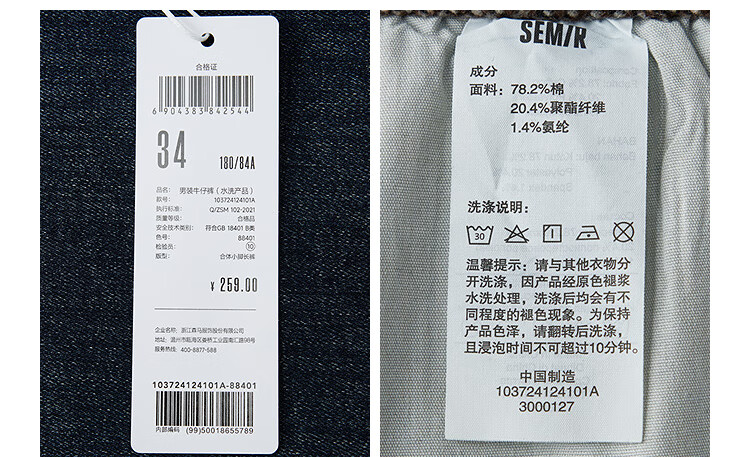 合格证
6 904383 842544
34 180/84A
品名: 男装牛仔裤（水洗产品）
款号: 103724124101A
执行标准: Q/ZSM 102-2021
质量等级: 合格品
安全技术类别: 符合GB 18401 B类
色号: 88401
检验员: ⑩
版型: 合体小脚长裤
¥ 259.00
企业名称: 浙江森马服饰股份有限公司
地址: 温州市瓯海区娄桥工业园南汇路98号
服务热线: 400-8877-588
103724124101A-88401
内部编码 (99)50018655789
SEM/R
成分
面料: 78.2%棉
20.4%聚酯纤维
1.4%氨纶
洗涤说明:
30
温馨提示: 请与其他衣物分
开洗涤, 因产品经原色褪浆
水洗处理, 洗涤后均会有不
同程度的褪色现象。为保持
产品色泽, 请翻转后洗涤,
且浸泡时间不可超过10分钟。
中国制造
103724124101A
3000127